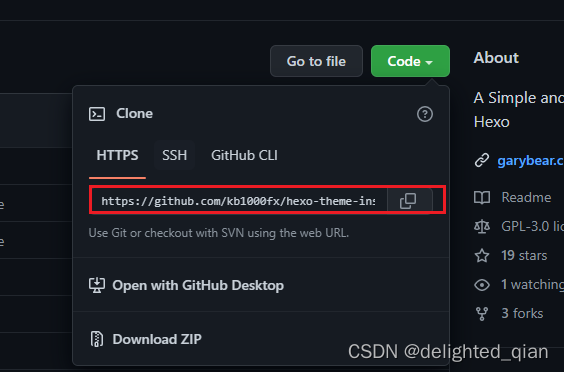 Go to file
Code
About
Clone
A Simple and
Hexo
HTTPS SSH GitHub CLI
garybear.c
https://github.com/kb1000fx/hexo-theme-ins
Use Git or checkout with SVN using the web URL.
Readme
GPL-3.0 lic
19 stars
Open with GitHub Desktop
1 watching
3 forks
Download ZIP
CSDN @delighted_qian